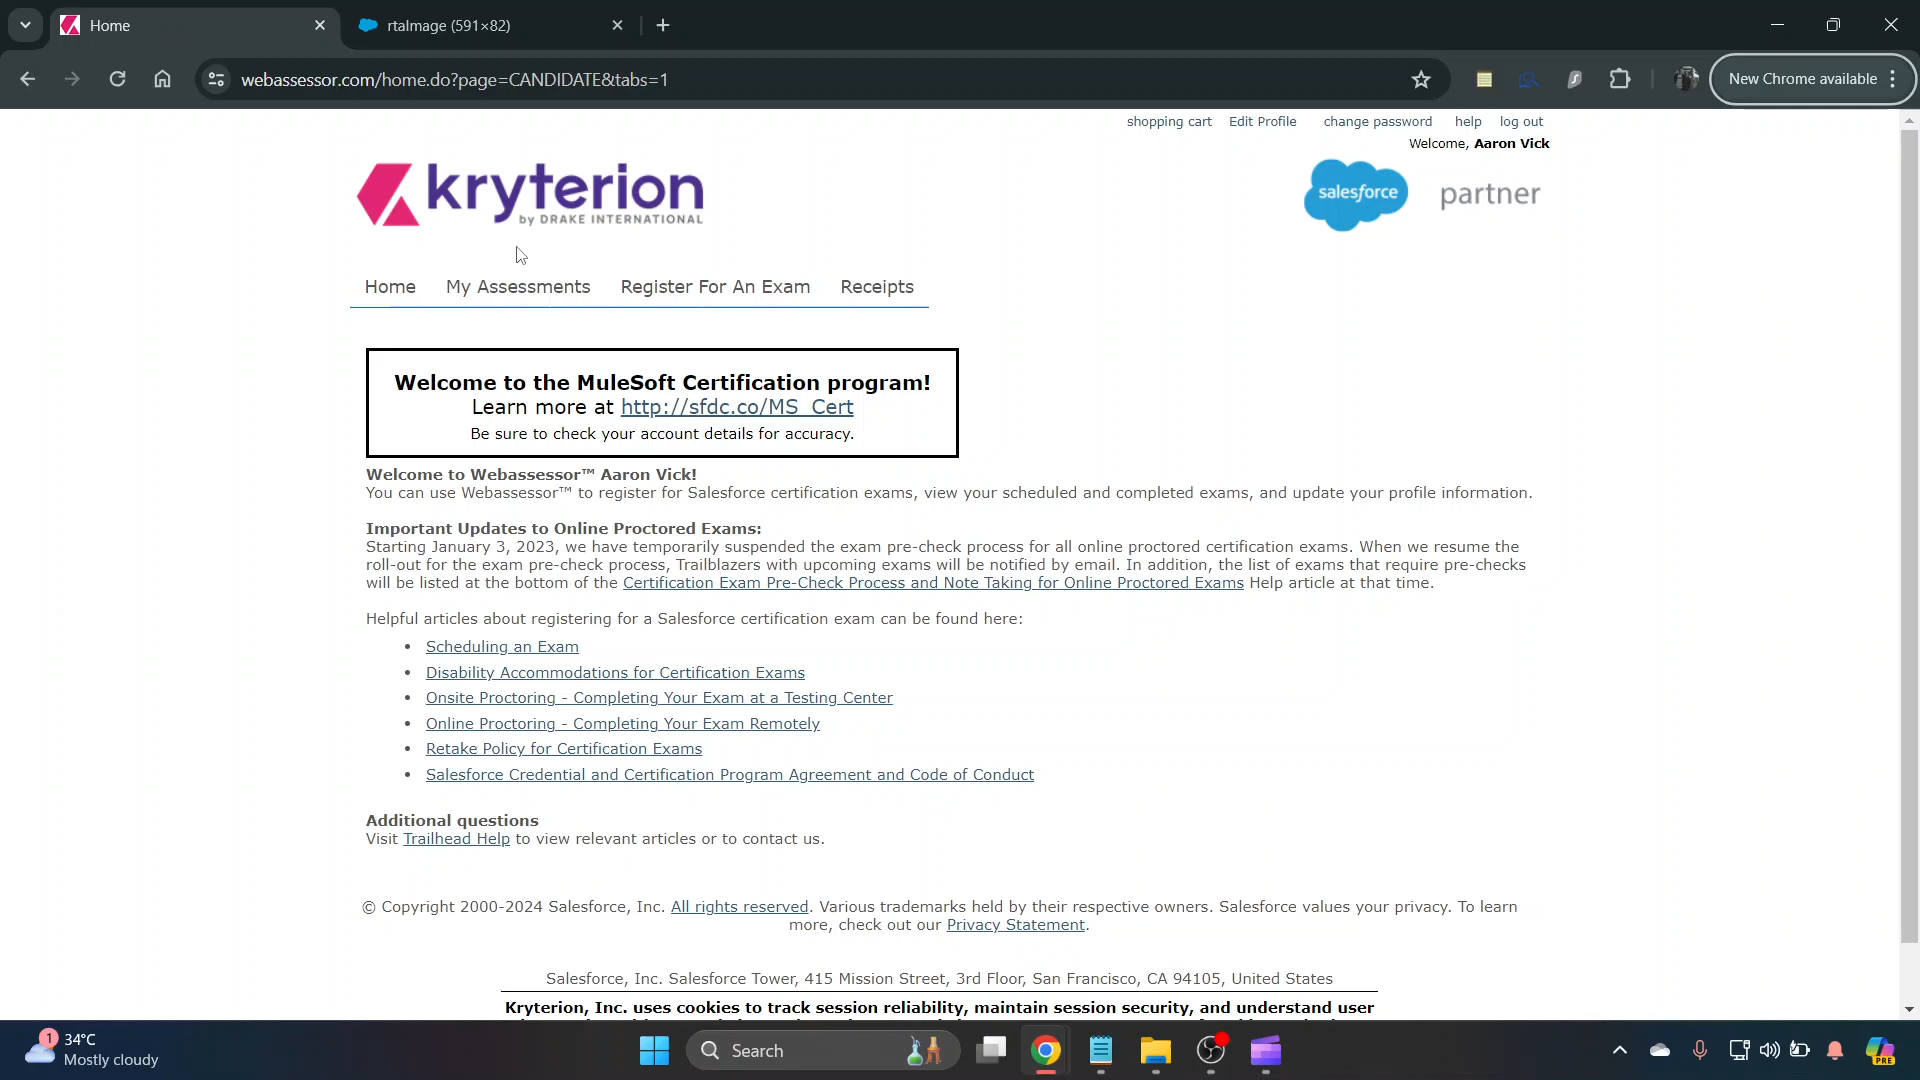 Home
rtaImage (591×82)
webassessor.com/home.do?page=CANDIDATE&tabs=1
New Chrome available
shopping cart Edit Profile change password help log out
Welcome, Aaron Vick
kryterion
by DRAKE INTERNATIONAL
salesforce partner
Home My Assessments Register For An Exam Receipts
Welcome to the MuleSoft Certification program!
Learn more at http://sfdc.co/MS_Cert
Be sure to check your account details for accuracy.
Welcome to Webassessor™ Aaron Vick!
You can use Webassessor™ to register for Salesforce certification exams, view your scheduled and completed exams, and update your profile information.
Important Updates to Online Proctored Exams:
Starting January 3, 2023, we have temporarily suspended the exam pre-check process for all online proctored certification exams. When we resume the
roll-out for the exam pre-check process, Trailblazers with upcoming exams will be notified by email. In addition, the list of exams that require pre-checks
will be listed at the bottom of the Certification Exam Pre-Check Process and Note Taking for Online Proctored Exams Help article at that time.
Helpful articles about registering for a Salesforce certification exam can be found here:
• Scheduling an Exam
• Disability Accommodations for Certification Exams
• Onsite Proctoring - Completing Your Exam at a Testing Center
• Online Proctoring - Completing Your Exam Remotely
• Retake Policy for Certification Exams
• Salesforce Credential and Certification Program Agreement and Code of Conduct
Additional questions
Visit Trailhead Help to view relevant articles or to contact us.
© Copyright 2000-2024 Salesforce, Inc. All rights reserved. Various trademarks held by their respective owners. Salesforce values your privacy. To learn
more, check out our Privacy Statement.
Salesforce, Inc. Salesforce Tower, 415 Mission Street, 3rd Floor, San Francisco, CA 94105, United States
Kryterion, Inc. uses cookies to track session reliability, maintain session security, and understand user
1
34°C
Mostly cloudy
Search
PRE